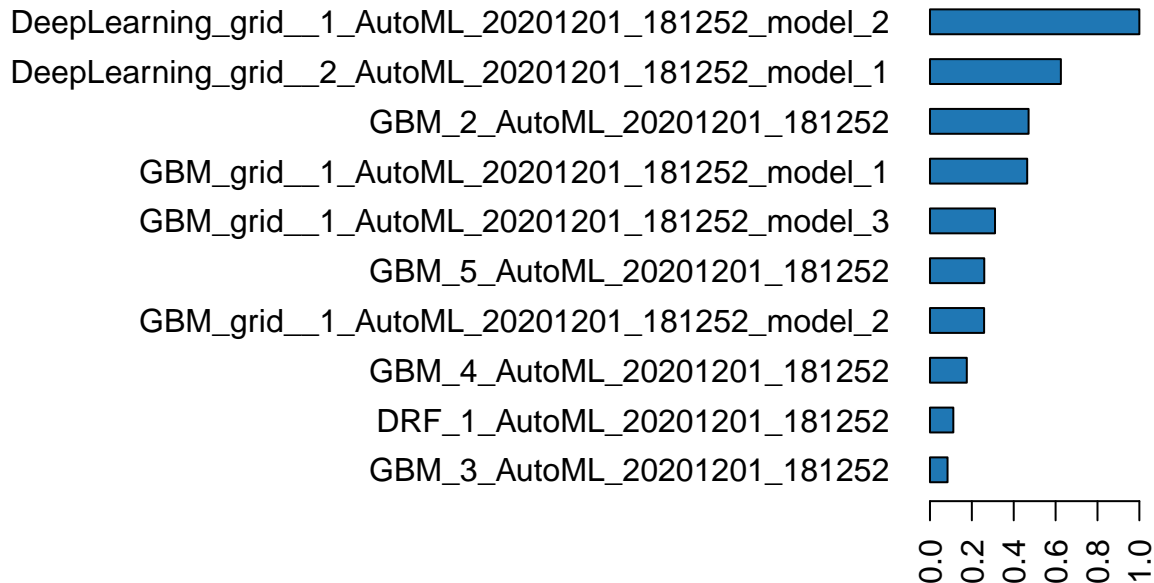 DeepLearning_grid__1_AutoML_20201201_181252_model_2
DeepLearning_grid__2_AutoML_20201201_181252_model_1
GBM_2_AutoML_20201201_181252
GBM_grid__1_AutoML_20201201_181252_model_1
GBM_grid__1_AutoML_20201201_181252_model_3
GBM_5_AutoML_20201201_181252
GBM_grid__1_AutoML_20201201_181252_model_2
GBM_4_AutoML_20201201_181252
DRF_1_AutoML_20201201_181252
GBM_3_AutoML_20201201_181252
0.0 0.2 0.4 0.6 0.8 1.0